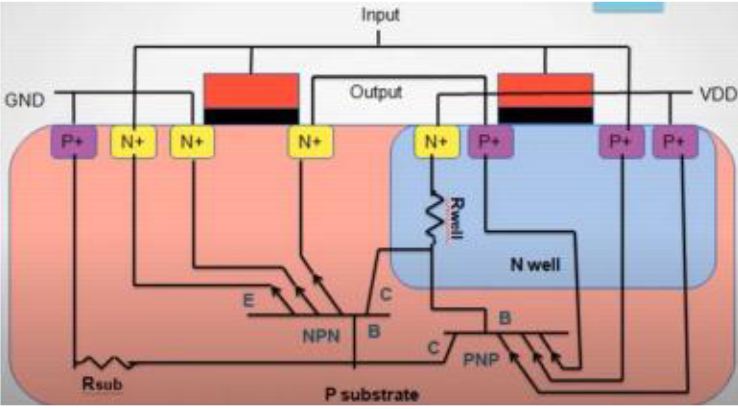 Input
GND
Output
VDD
P+
N+
N+
N+
N+
P+
P+
P+
Rwell
N well
E
C
NPN
B
B
C
PNP
Rsub
P substrate